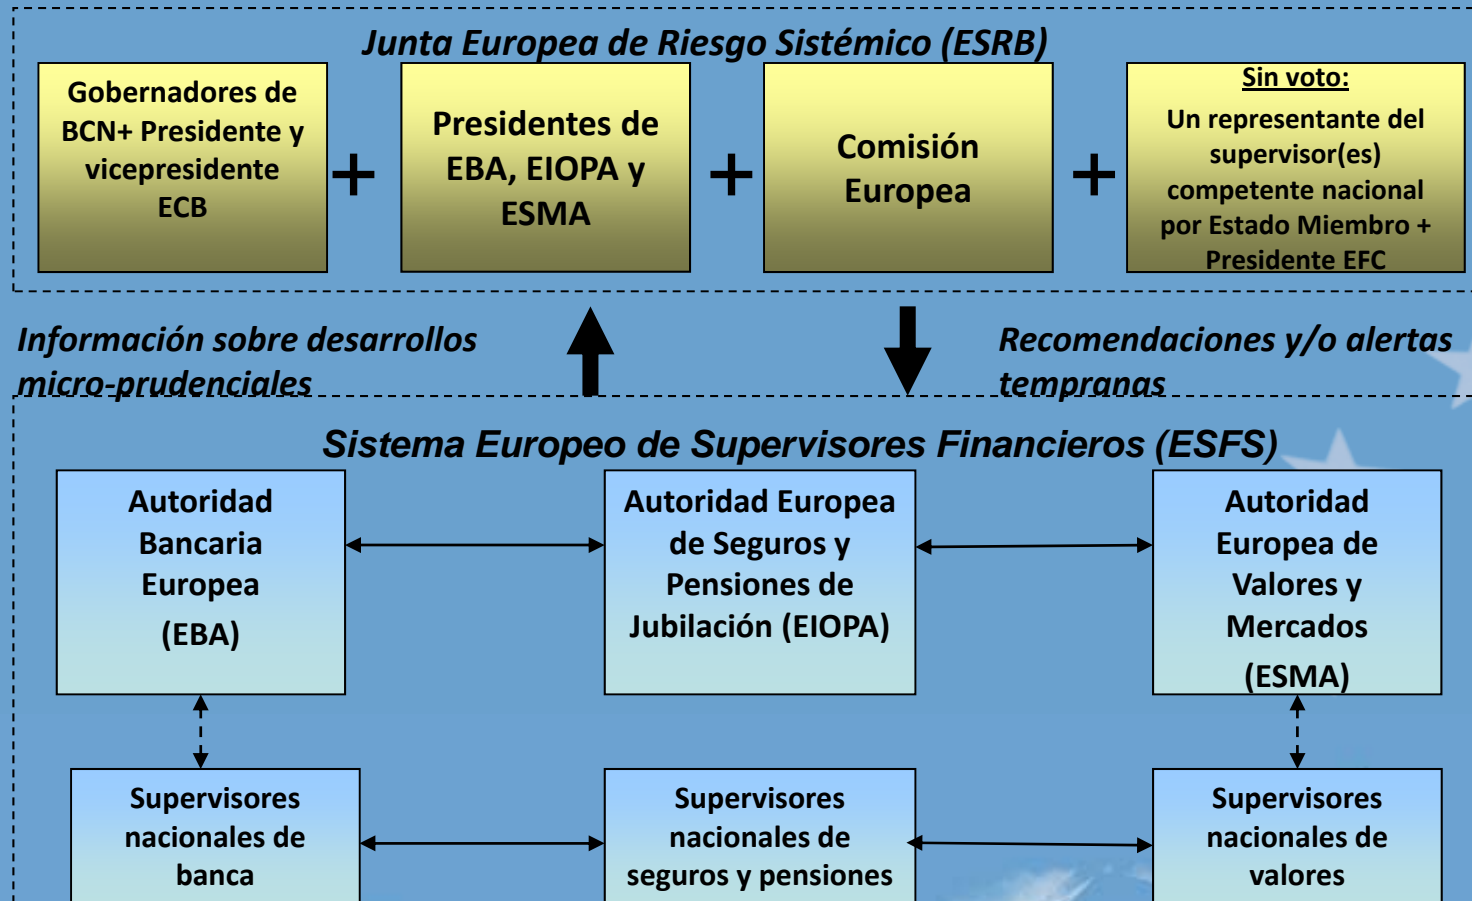 Junta Europea de Riesgo Sistémico (ESRB)
Gobernadores de
BCN+ Presidente y
vicepresidente
ECB
+
Presidentes de
EBA, EIOPA y
ESMA
+
Comisión
Europea
+
Sin voto:
Un representante del
supervisor(es)
competente nacional
por Estado Miembro +
Presidente EFC
Información sobre desarrollos
micro-prudenciales
Recomendaciones y/o alertas
tempranas
Sistema Europeo de Supervisores Financieros (ESFS)
Autoridad
Bancaria
Europea
(EBA)
Autoridad Europea
de Seguros y
Pensiones de
Jubilación (EIOPA)
Autoridad
Europea de
Valores y
Mercados
(ESMA)
Supervisores
nacionales de
banca
Supervisores
nacionales de
seguros y pensiones
Supervisores
nacionales de
valores